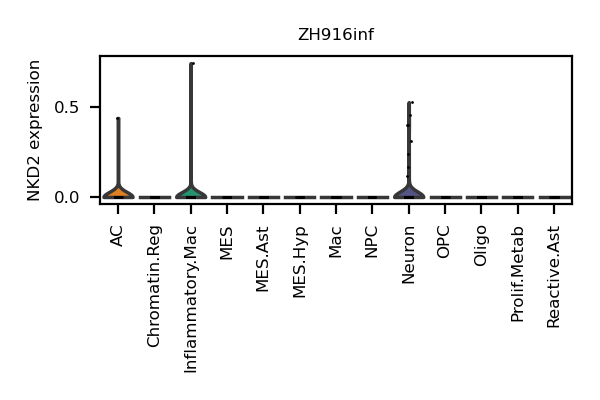 ZH916inf
NKD2 expression
0.5
0.0
AC
Chromatin.Reg
Inflammatory.Mac
MES
MES.Ast
MES.Hyp
Mac
NPC
Neuron
OPC
Oligo
Prolif.Metab
Reactive.Ast